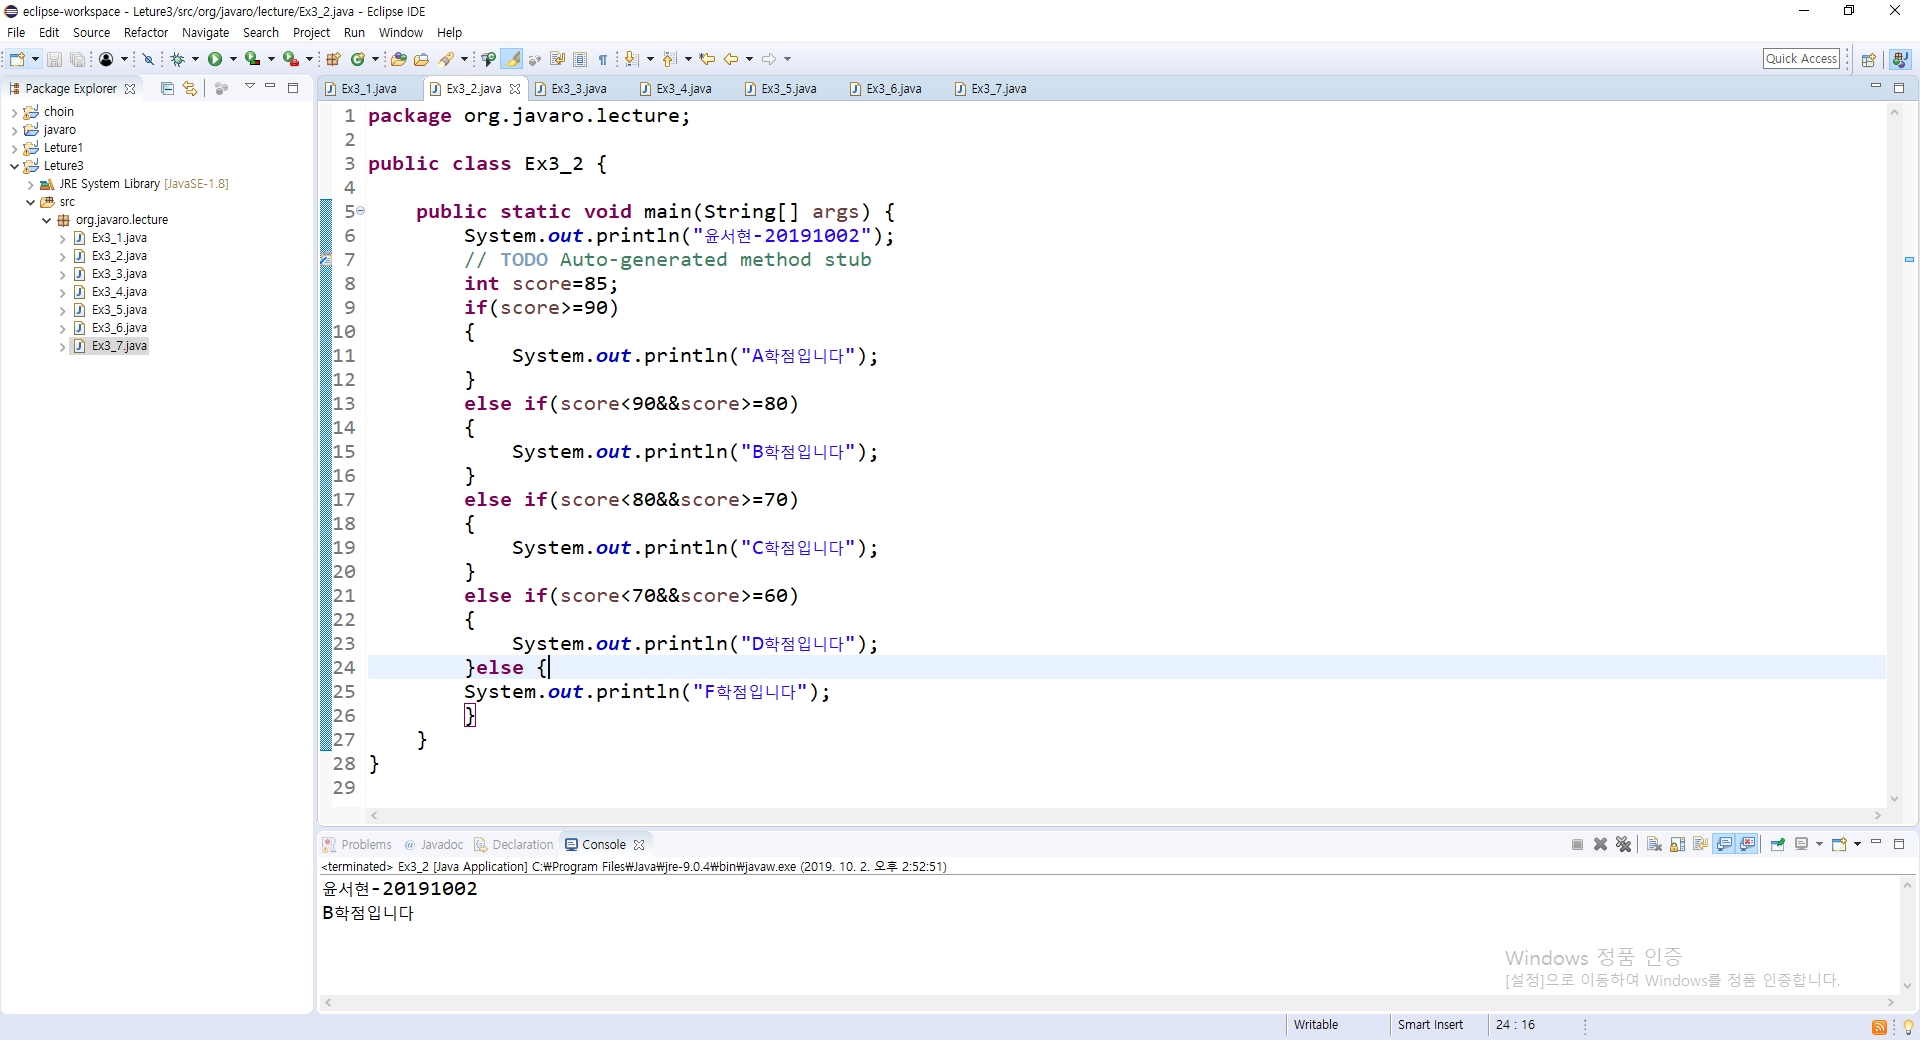 eclipse-workspace - Leture3/src/org/javaro/lecture/Ex3_2.java - Eclipse IDE
File Edit Source Refactor Navigate Search Project Run Window Help
Quick Access
Package Explorer
choin
javaro
Leture1
Leture3
JRE System Library [JavaSE-1.8]
src
org.javaro.lecture
Ex3_1.java
Ex3_2.java
Ex3_3.java
Ex3_4.java
Ex3_5.java
Ex3_6.java
Ex3_7.java
Ex3_1.java Ex3_2.java Ex3_3.java Ex3_4.java Ex3_5.java Ex3_6.java Ex3_7.java
1 package org.javaro.lecture;
2
3 public class Ex3_2 {
4
5 public static void main(String[] args) {
6 System.out.println("윤서현-20191002");
7 // TODO Auto-generated method stub
8 int score=85;
9 if(score>=90)
10 {
11 System.out.println("A학점입니다");
12 }
13 else if(score<90&&score>=80)
14 {
15 System.out.println("B학점입니다");
16 }
17 else if(score<80&&score>=70)
18 {
19 System.out.println("C학점입니다");
20 }
21 else if(score<70&&score>=60)
22 {
23 System.out.println("D학점입니다");
24 }else {
25 System.out.println("F학점입니다");
26 }
27 }
28 }
29
Problems @ Javadoc Declaration Console
<terminated> Ex3_2 [Java Application] C:₩Program Files₩Java₩jre-9.0.4₩bin₩javaw.exe (2019. 10. 2. 오후 2:52:51)
윤서현-20191002
B학점입니다
Windows 정품 인증
[설정]으로 이동하여 Windows를 정품 인증합니다.
Writable Smart Insert 24 : 16